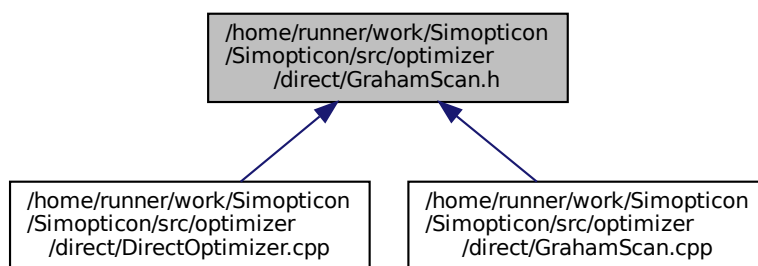 /home/runner/work/Simopticon
/Simopticon/src/optimizer
/direct/GrahamScan.h
/home/runner/work/Simopticon
/Simopticon/src/optimizer
/direct/DirectOptimizer.cpp
/home/runner/work/Simopticon
/Simopticon/src/optimizer
/direct/GrahamScan.cpp